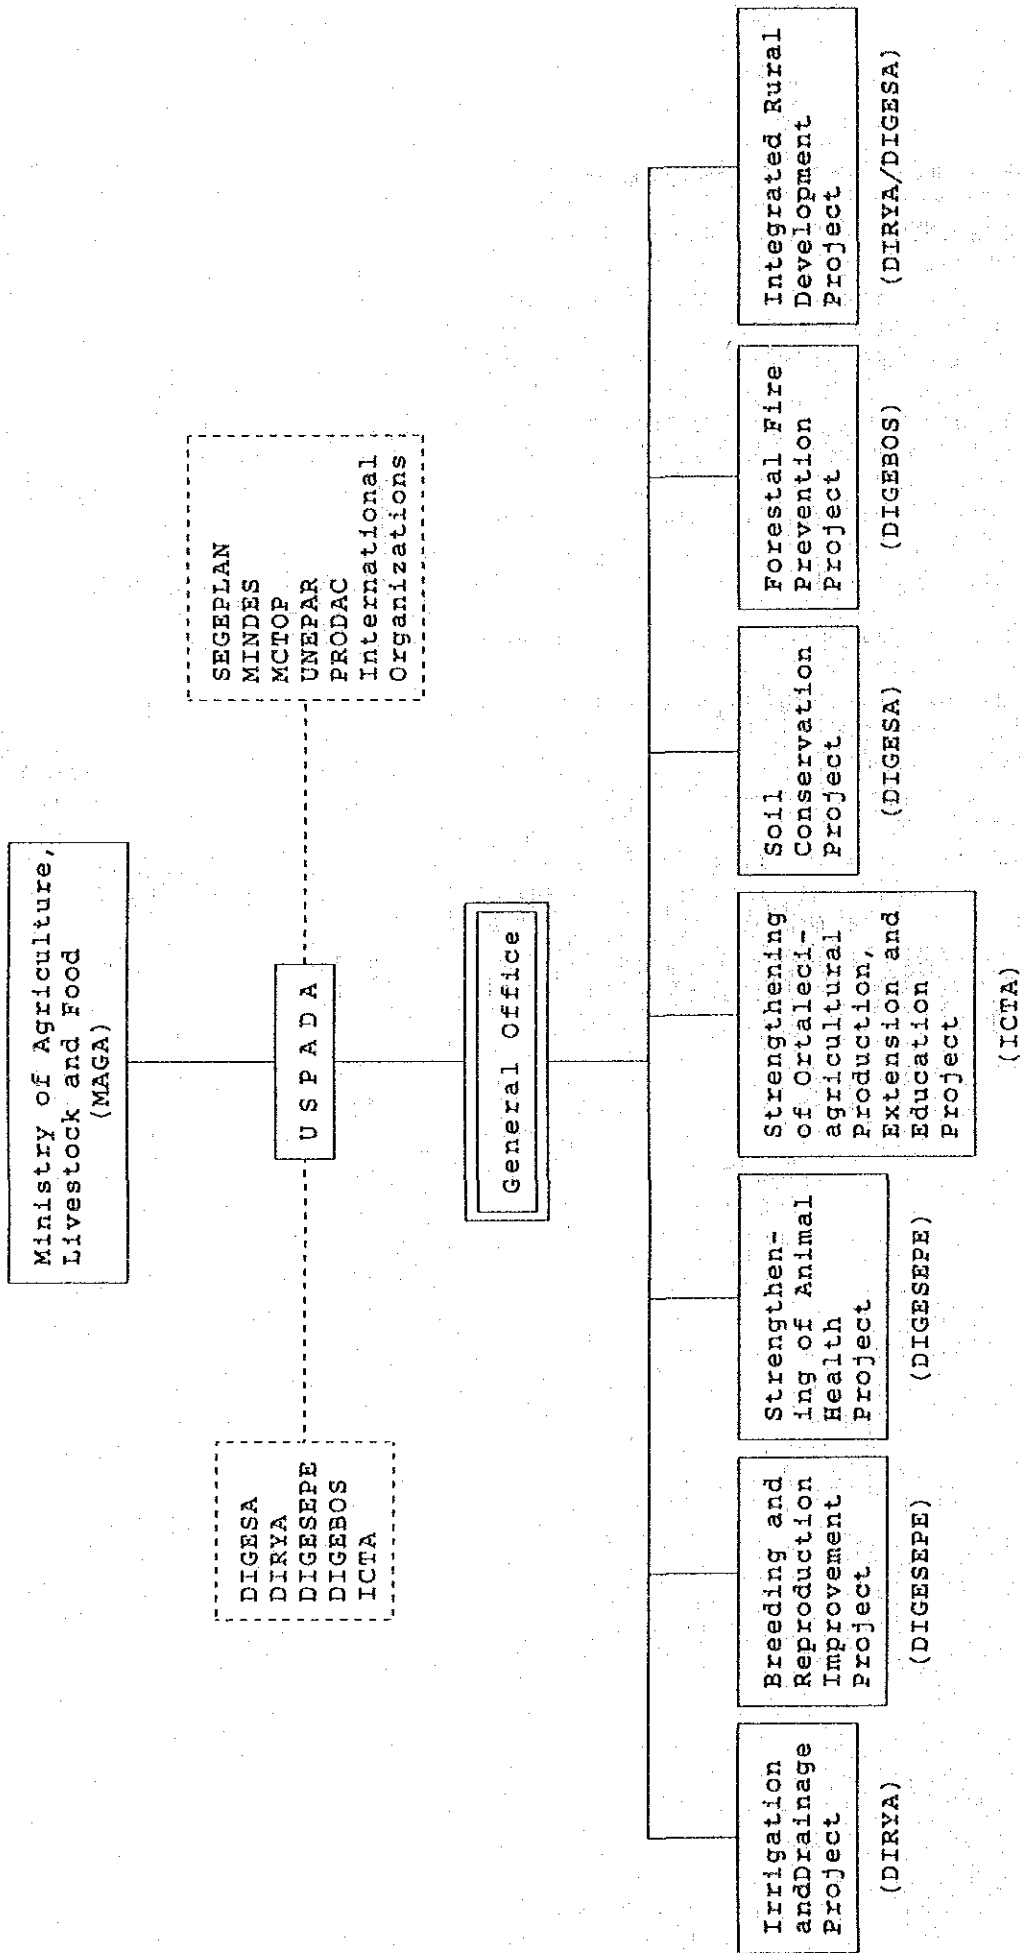 Ministry of Agriculture,
Livestock and Food
(MAGA)
DIGESA
DIRYA
DIGESEPE
DIGEBOS
ICTA
U S P A D A
SEGEPLAN
MINDES
MCTOP
UNEPAR
PRODAC
International
Organizations
General Office
Irrigation
andDrainage
Project
(DIRYA)
Breeding and
Reproduction
Improvement
Project
(DIGESEPE)
Strengthen-
ing of Animal
Health
Project
(DIGESEPE)
Strengthening
of Ortaleci-
agricultural
Production,
Extension and
Education
Project
(ICTA)
Soil
Conservation
Project
(DIGESA)
Forestal Fire
Prevention
Project
(DIGEBOS)
Integrated Rural
Development
Project
(DIRYA/DIGESA)